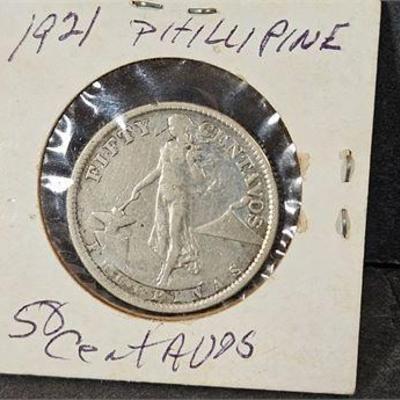 1921 PHILLIPINE
FIFTY CENTAVOS
FILIPINAS
50
CentAVOS